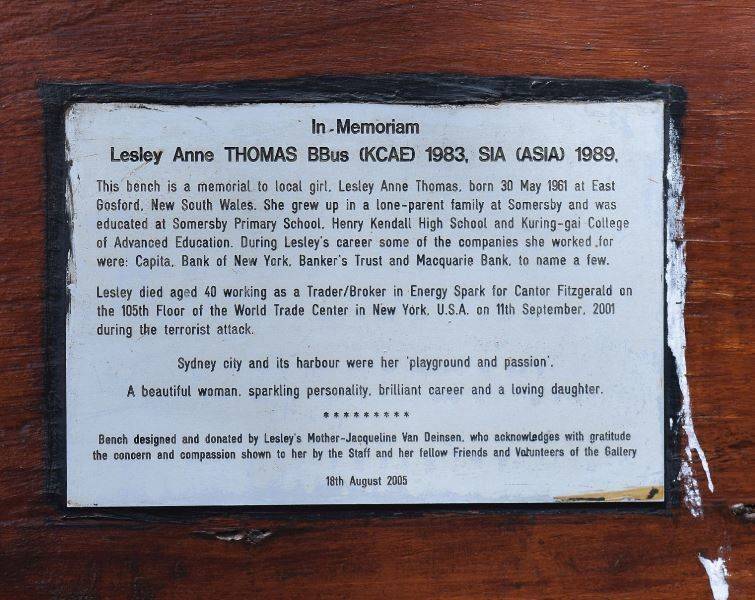 In-Memoriam
Lesley Anne THOMAS BBus (KCAE) 1983, SIA (ASIA) 1989.
This bench is a memorial to local girl, Lesley Anne Thomas, born 30 May 1961 at East
Gosford, New South Wales. She grew up in a lone-parent family at Somersby and was
educated at Somersby Primary School, Henry Kendall High School and Kuring-gai College
of Advanced Education. During Lesley's career some of the companies she worked for
were: Capita, Bank of New York, Banker's Trust and Macquarie Bank, to name a few.
Lesley died aged 40 working as a Trader/Broker in Energy Spark for Cantor Fitzgerald on
the 105th Floor of the World Trade Center in New York, U.S.A. on 11th September, 2001
during the terrorist attack.
Sydney city and its harbour were her 'playground and passion'.
A beautiful woman, sparkling personality, brilliant career and a loving daughter.
* * * * * * * * *
Bench designed and donated by Lesley's Mother-Jacqueline Van Deinsen, who acknowledges with gratitude
the concern and compassion shown to her by the Staff and her fellow Friends and Volunteers of the Gallery
18th August 2005